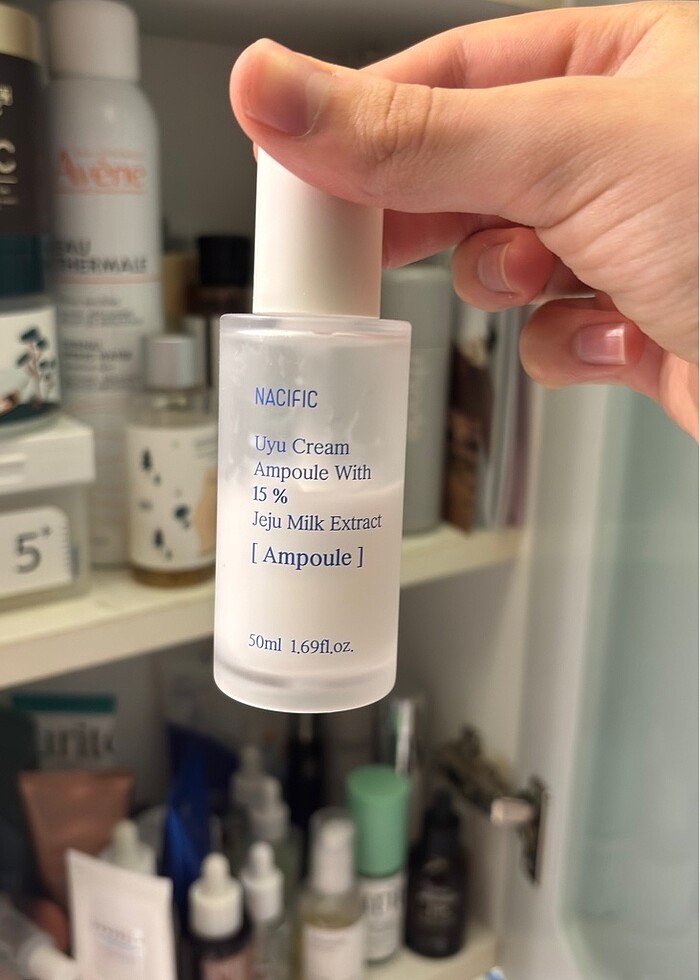 Avène
EAU
THERMALE
C
5°
NACIFIC
Uyu Cream
Ampoule With
15 %
Jeju Milk Extract
[ Ampoule ]
50ml 1.69fl.oz.